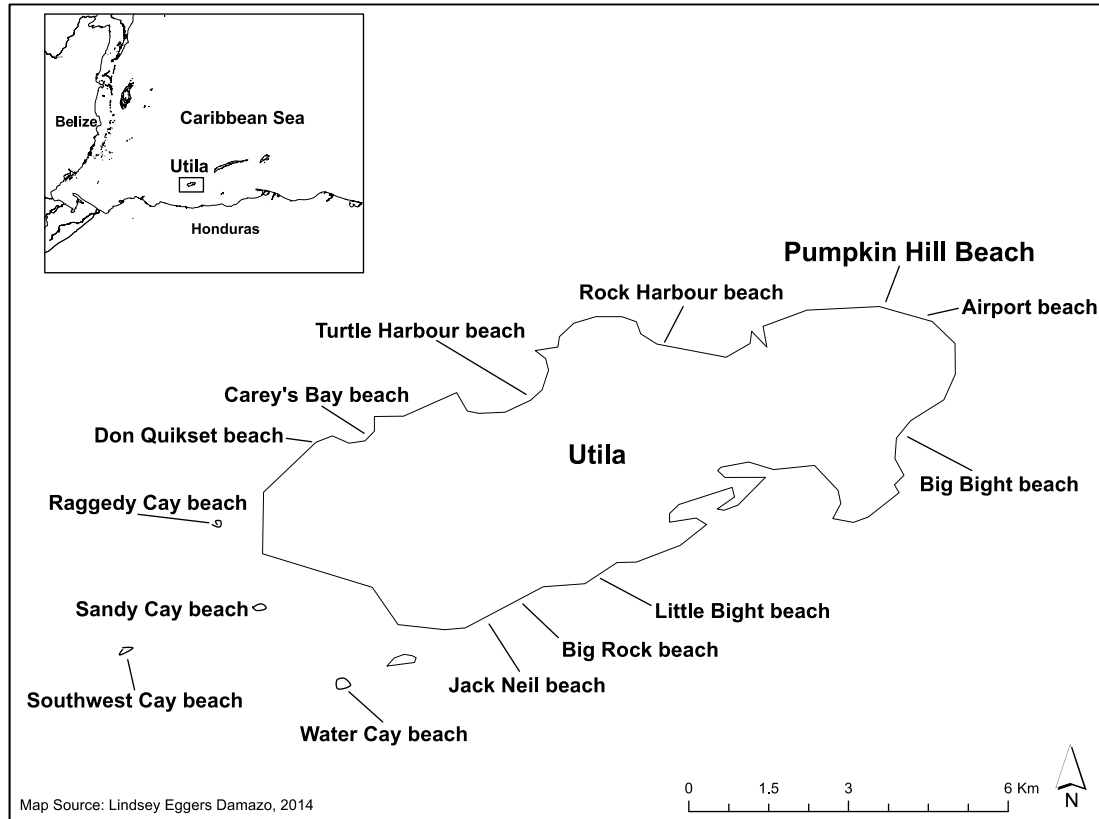 Caribbean Sea
Belize
Utila
Honduras
Pumpkin Hill Beach
Rock Harbour beach
Airport beach
Turtle Harbour beach
Carey's Bay beach
Don Quikset beach
Utila
Big Bight beach
Raggedy Cay beach
Sandy Cay beach
Little Bight beach
Big Rock beach
Jack Neil beach
Southwest Cay beach
Water Cay beach
Map Source: Lindsey Eggers Damazo, 2014
0 1.5 3 6 Km
N